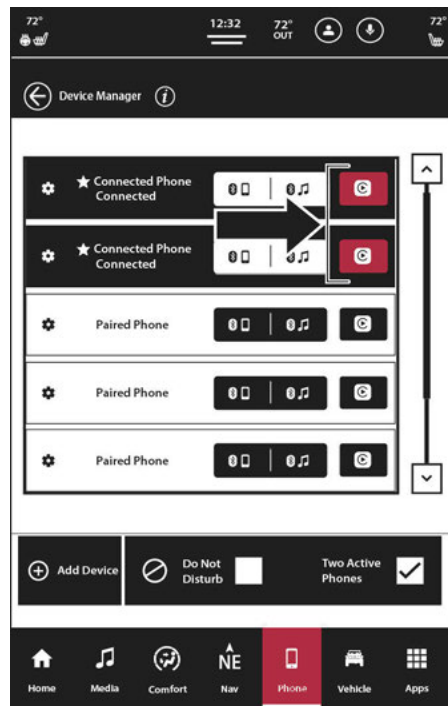 72°
12:32
72°
OUT
72°
Device Manager
Connected Phone
Connected
Connected Phone
Connected
Paired Phone
Paired Phone
Paired Phone
Add Device
Do Not
Disturb
Two Active
Phones
NE
Home
Media
Comfort
Nav
Phone
Vehicle
Apps